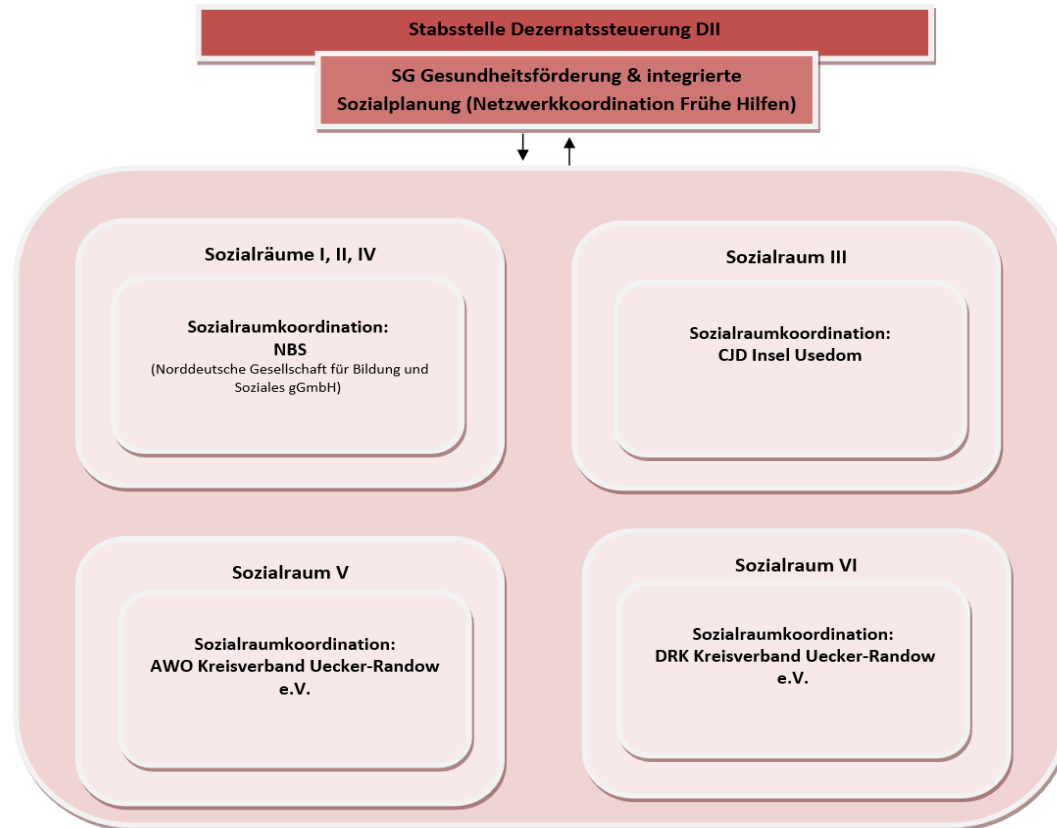 Stabsstelle Dezernatssteuerung DII
SG Gesundheitsförderung & integrierte
Sozialplanung (Netzwerkkoordination Frühe Hilfen)
Sozialräume I, II, IV
Sozialraumkoordination:
NBS
(Norddeutsche Gesellschaft für Bildung und
Soziales gGmbH)
Sozialraum III
Sozialraumkoordination:
CJD Insel Usedom
Sozialraum V
Sozialraumkoordination:
AWO Kreisverband Uecker-Randow
e.V.
Sozialraum VI
Sozialraumkoordination:
DRK Kreisverband Uecker-Randow
e.V.